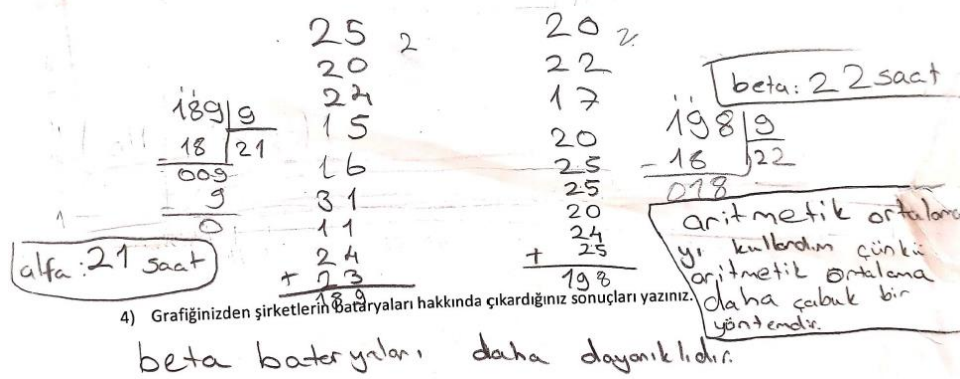 25 2
20
24
15
16
31
11
24
+ 23
189
189 9
- 18 21
009
- 9
0
alfa: 21 saat
20 2
22
17
20
25
25
20
24
+ 25
198
beta: 22 saat
198 9
- 18 22
018
aritmetik ortalama
yı kullandım çünkü
aritmetik ortalama
daha çabuk bir
yöntemdir.
4) Grafiğinizden şirketlerin Bataryaları hakkında çıkardığınız sonuçları yazınız.
beta bateryaları daha dayanıklıdır.